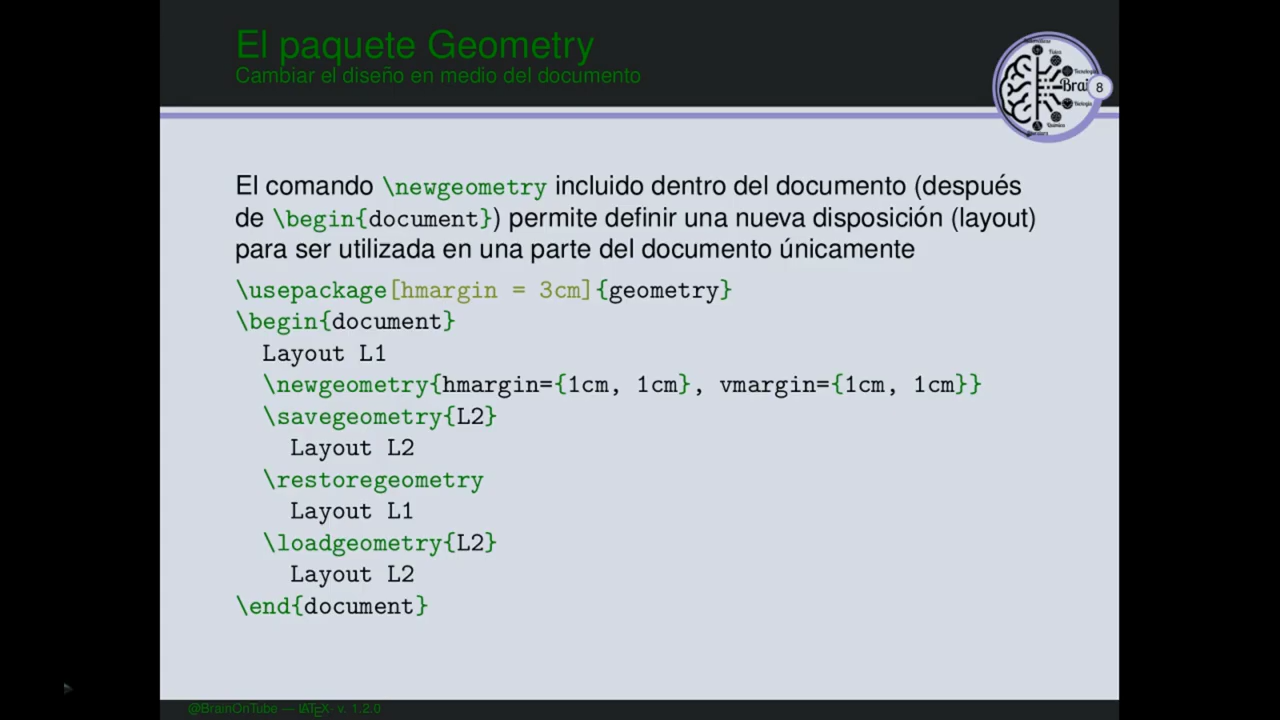 El paquete Geometry
Cambiar el diseño en medio del documento
Brai
8
El comando \newgeometry incluido dentro del documento (después
de \begin{document}) permite definir una nueva disposición (layout)
para ser utilizada en una parte del documento únicamente
\usepackage[hmargin = 3cm]{geometry}
\begin{document}
Layout L1
\newgeometry{hmargin={1cm, 1cm}, vmargin={1cm, 1cm}}
\savegeometry{L2}
Layout L2
\restoregeometry
Layout L1
\loadgeometry{L2}
Layout L2
\end{document}
@BrainOnTube — LATEX- v. 1.2.0